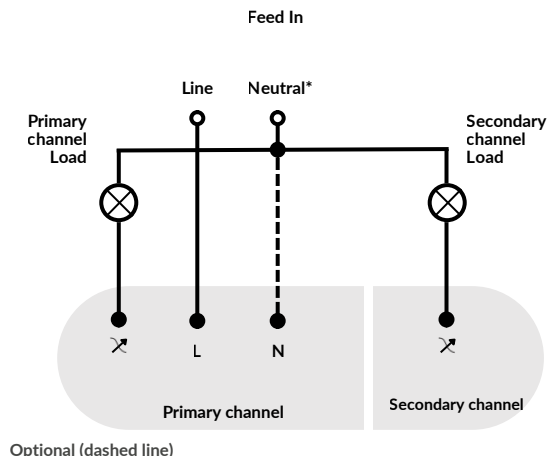 Feed In
Line
Neutral*
Primary
channel
Load
Secondary
channel
Load
L
N
Primary channel
Secondary channel
Optional (dashed line)